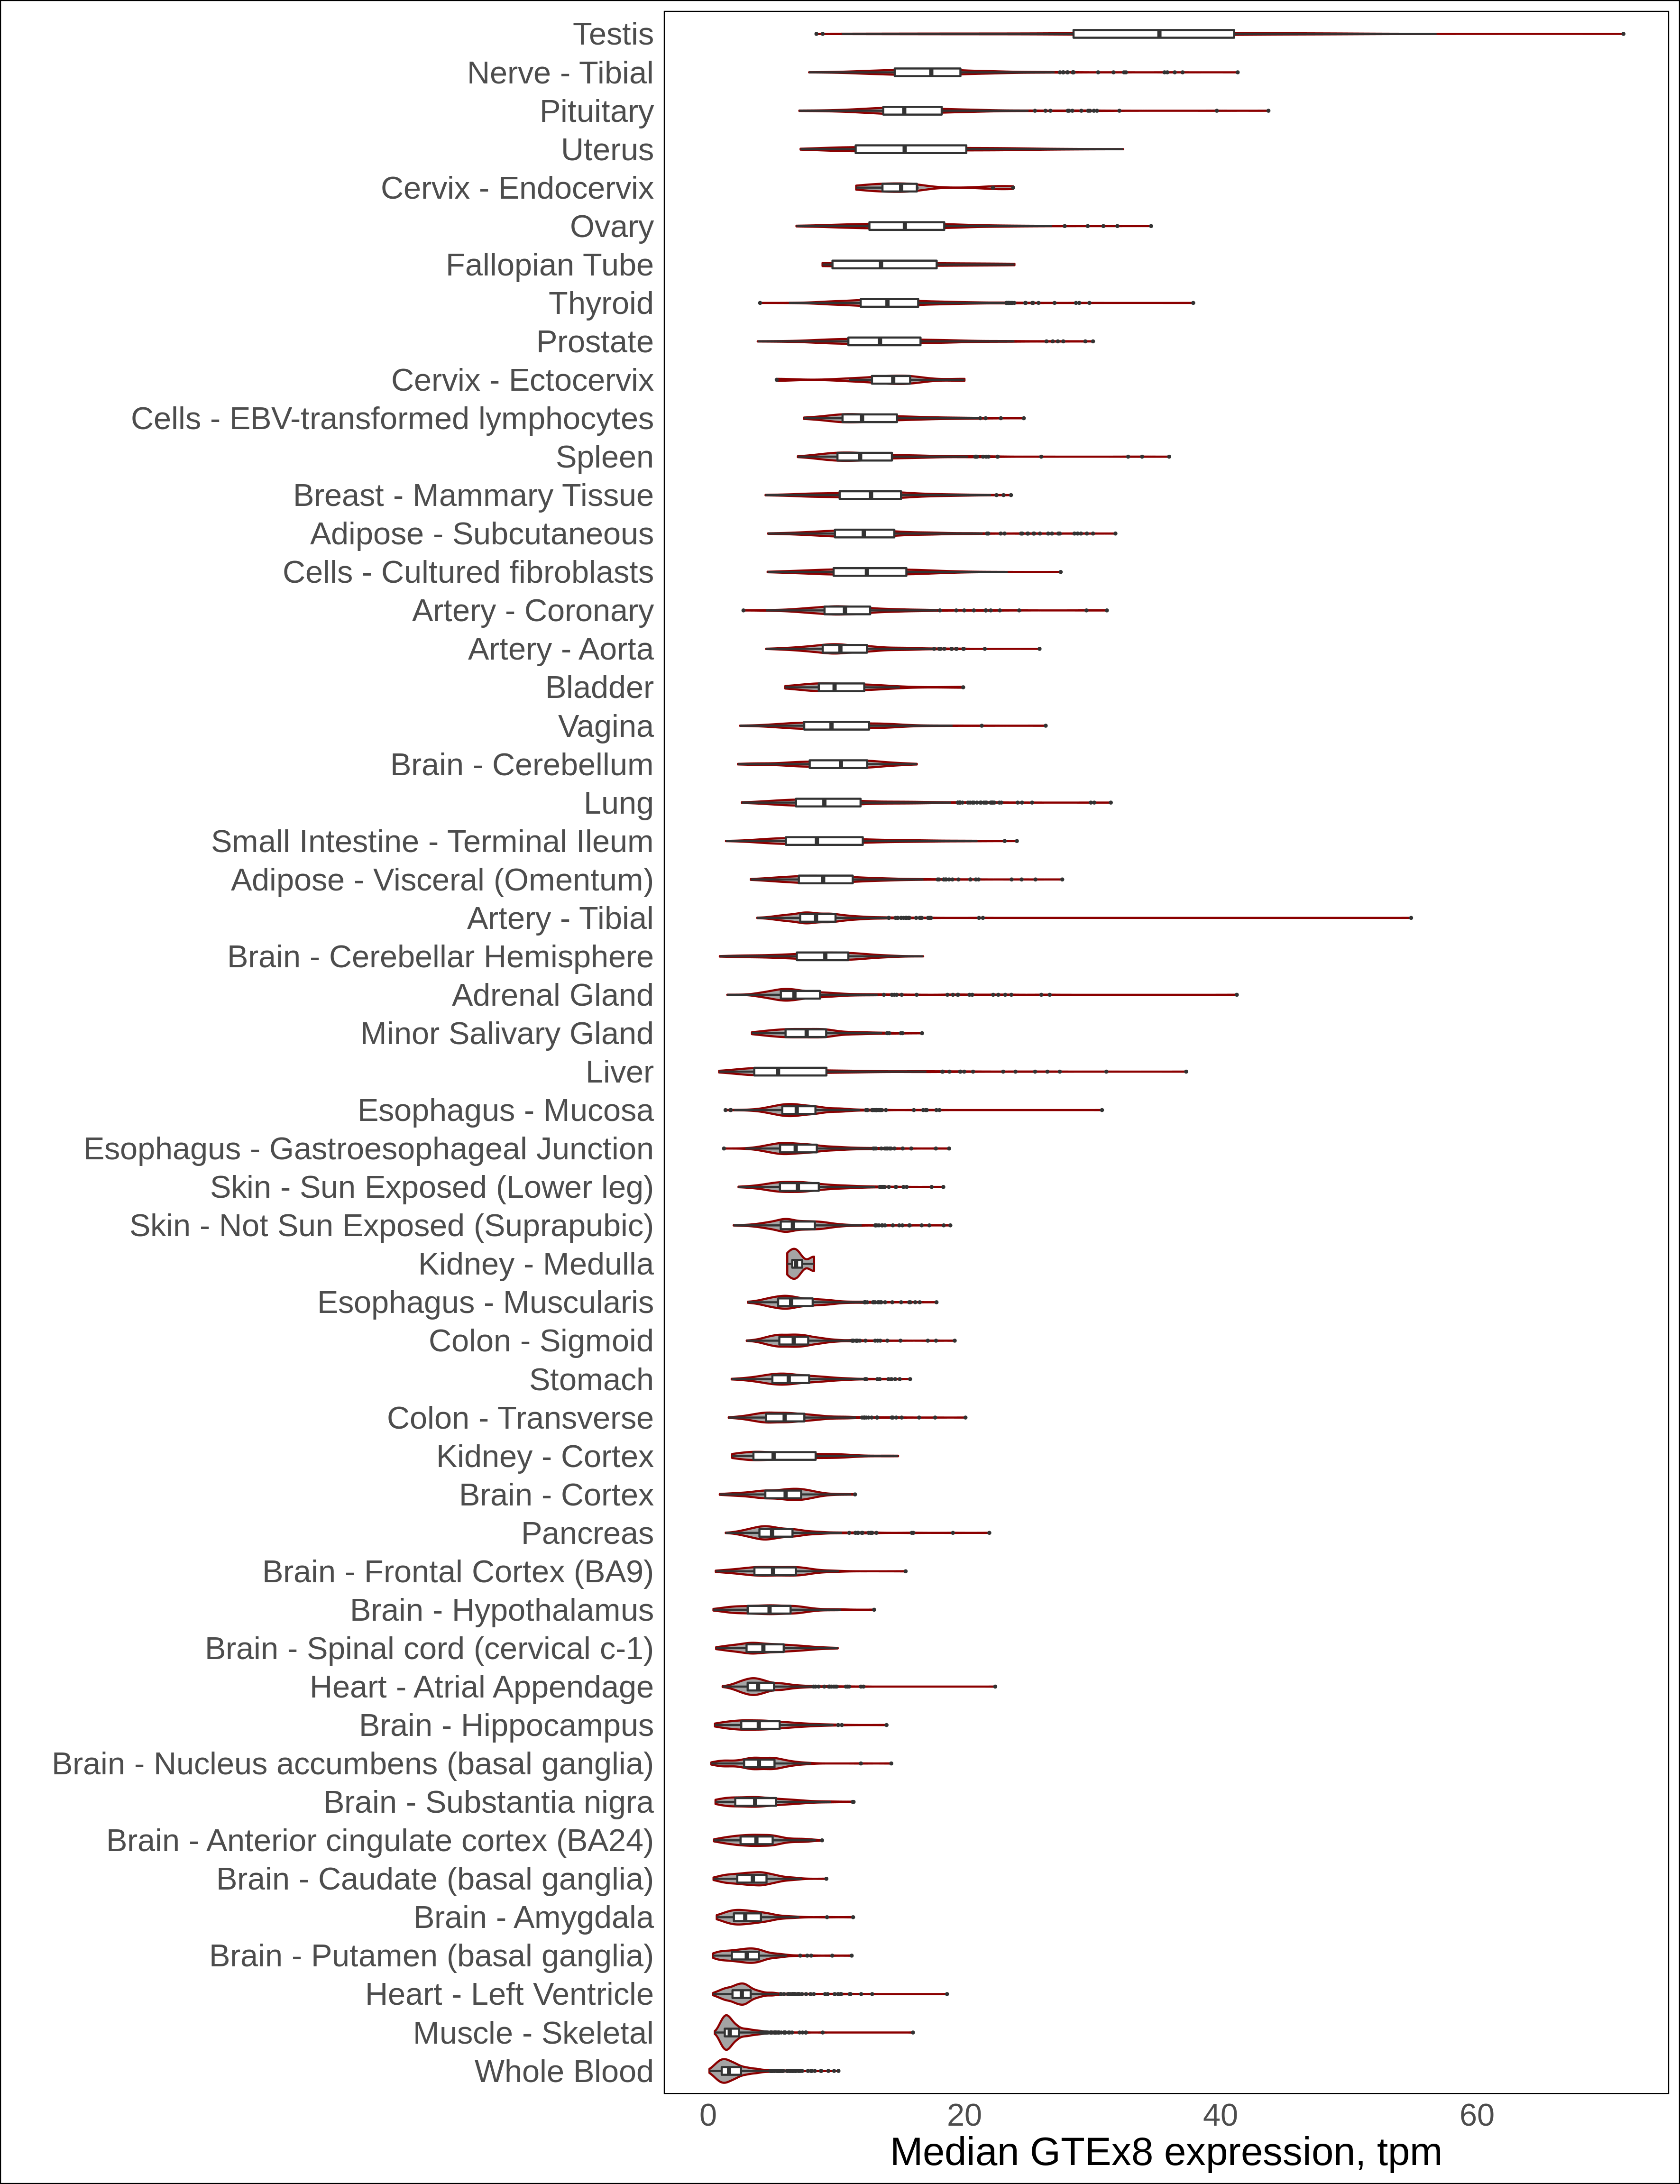 Testis
Nerve - Tibial
Pituitary
Uterus
Cervix - Endocervix
Ovary
Fallopian Tube
Thyroid
Prostate
Cervix - Ectocervix
Cells - EBV-transformed lymphocytes
Spleen
Breast - Mammary Tissue
Adipose - Subcutaneous
Cells - Cultured fibroblasts
Artery - Coronary
Artery - Aorta
Bladder
Vagina
Brain - Cerebellum
Lung
Small Intestine - Terminal Ileum
Adipose - Visceral (Omentum)
Artery - Tibial
Brain - Cerebellar Hemisphere
Adrenal Gland
Minor Salivary Gland
Liver
Esophagus - Mucosa
Esophagus - Gastroesophageal Junction
Skin - Sun Exposed (Lower leg)
Skin - Not Sun Exposed (Suprapubic)
Kidney - Medulla
Esophagus - Muscularis
Colon - Sigmoid
Stomach
Colon - Transverse
Kidney - Cortex
Brain - Cortex
Pancreas
Brain - Frontal Cortex (BA9)
Brain - Hypothalamus
Brain - Spinal cord (cervical c-1)
Heart - Atrial Appendage
Brain - Hippocampus
Brain - Nucleus accumbens (basal ganglia)
Brain - Substantia nigra
Brain - Anterior cingulate cortex (BA24)
Brain - Caudate (basal ganglia)
Brain - Amygdala
Brain - Putamen (basal ganglia)
Heart - Left Ventricle
Muscle - Skeletal
Whole Blood
0 20 40 60
Median GTEx8 expression, tpm